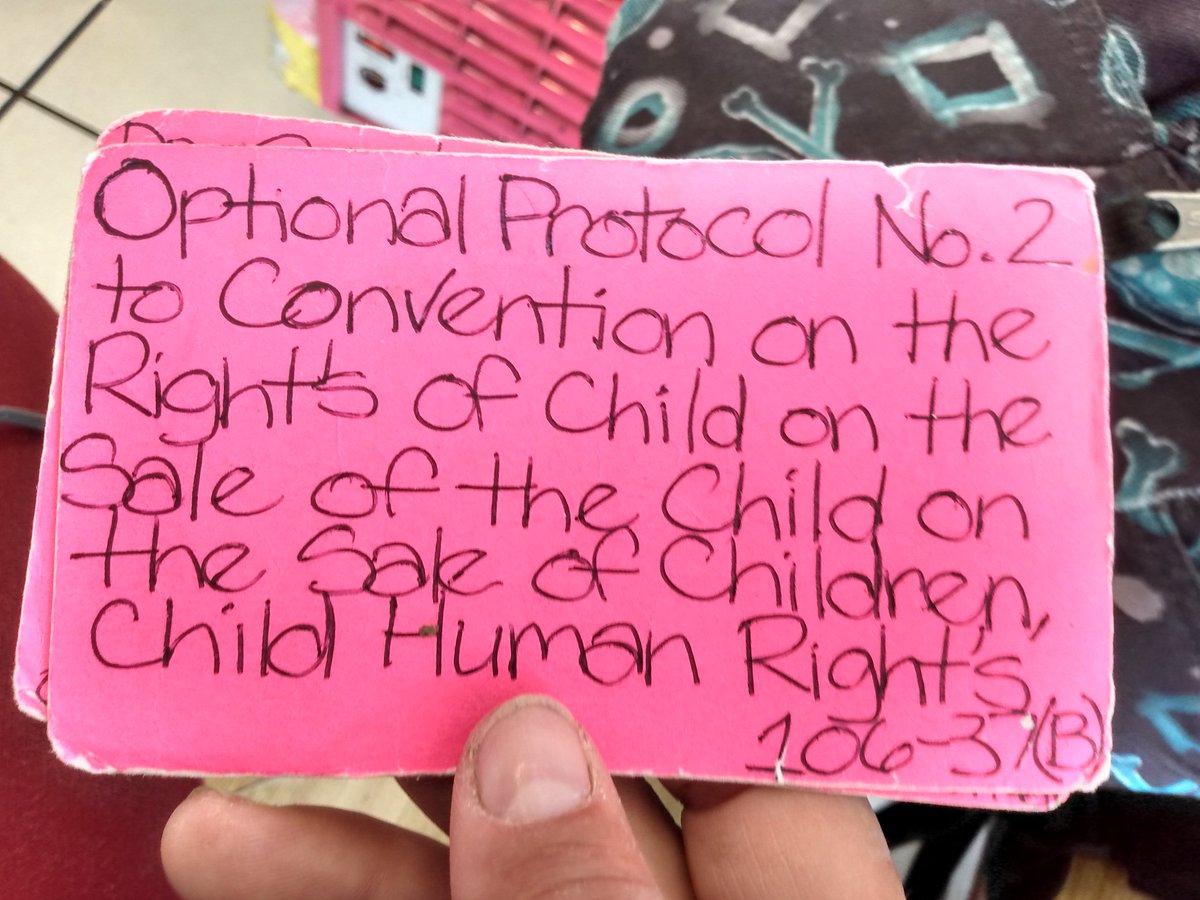 Optional Protocol No. 2
to Convention on the
Right's of Child on the
Sale of the Child on
the Sale of Children,
Child Human Right's,
106-37(B)